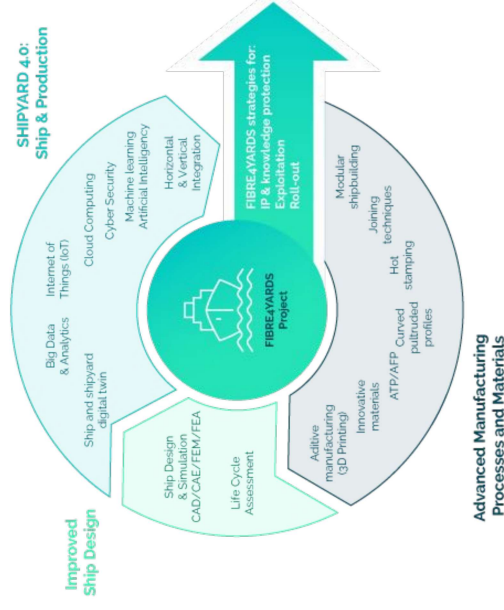 SHIPYARD 4.0:
Ship & Production
Improved
Ship Design
Big Data
& Analytics
Internet of
Things (IoT)
Cloud Computing
Cyber Security
Machine learning
Artificial Intelligency
Horizontal
& Vertical
Integration
Ship and shipyard
digital twin
Ship Design
& Simulation
CAD/CAE/FEM/FEA
Life Cycle
Assessment
FIBRE4YARDS
Project
FIBRE4YARDS strategies for:
IP & knowledge protection
Exploitation
Roll-out
Aditive
manufacturing
(3D Printing)
Innovative
materials
ATP/AFP
Curved
pultruded
profiles
Hot
stamping
Joining
techniques
Modular
shipbuilding
Advanced Manufacturing
Processes and Materials